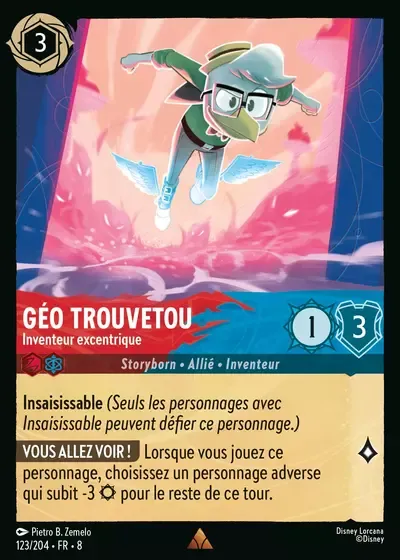 3
GÉO TROUVETOU
Inventeur excentrique
1
3
Storyborn • Allié • Inventeur
Insaisissable (Seuls les personnages avec
Insaisissable peuvent défier ce personnage.)
VOUS ALLEZ VOIR ! Lorsque vous jouez ce
personnage, choisissez un personnage adverse
qui subit -3 pour le reste de ce tour.
Pietro B. Zemelo
123/204 • FR • 8
Disney Lorcana
©Disney